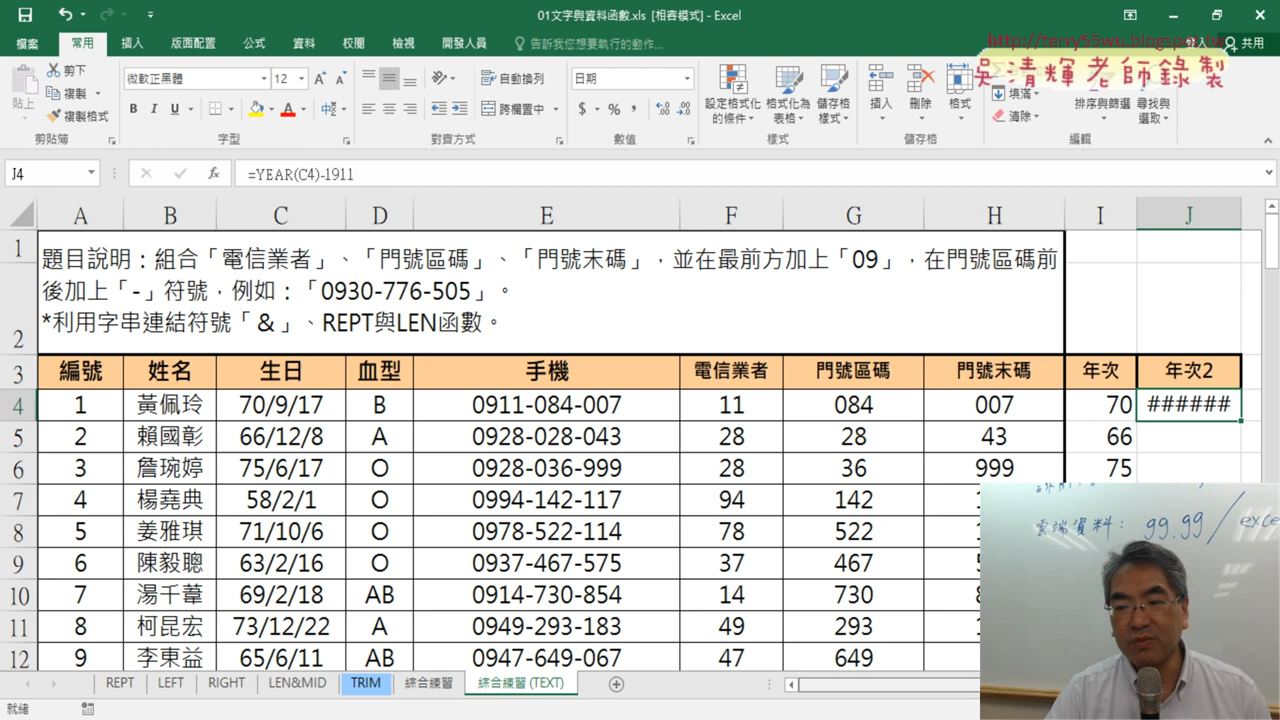 01文字與資料函數.xls [相容模式] - Excel
http://terry55wu.blogspot.tw
吳清輝老師錄製
檔案 常用 插入 版面配置 公式 資料 校閱 檢視 開發人員 告訴我您想要執行的動作... 登入 共用
貼上 剪下 複製 複製格式 微軟正黑體 12 自動換列 跨欄置中 日期 設定格式化的條件 格式化為表格 儲存格樣式 插入 刪除 格式 填滿 清除 排序與篩選 尋找與選取
剪貼簿 字型 對齊方式 數值 樣式 儲存格 編輯
J4 fx =YEAR(C4)-1911
A B C D E F G H I J
1 題目說明：組合「電信業者」、「門號區碼」、「門號末碼」，並在最前方加上「09」，在門號區碼前
後加上「-」符號，例如：「0930-776-505」。
2 *利用字串連結符號「&」、REPT與LEN函數。
3 編號 姓名 生日 血型 手機 電信業者 門號區碼 門號末碼 年次 年次2
4 1 黃佩玲 70/9/17 B 0911-084-007 11 084 007 70 ######
5 2 賴國彰 66/12/8 A 0928-028-043 28 28 43 66
6 3 詹琬婷 75/6/17 O 0928-036-999 28 36 999 75
7 4 楊堯典 58/2/1 O 0994-142-117 94 142
8 5 姜雅琪 71/10/6 O 0978-522-114 78 522
9 6 陳毅聰 63/2/16 O 0937-467-575 37 467
10 7 湯千葦 69/2/18 AB 0914-730-854 14 730
11 8 柯昆宏 73/12/22 A 0949-293-183 49 293
12 9 李東益 65/6/11 AB 0947-649-067 47 649
雲端資料：99.99/exce
REPT LEFT RIGHT LEN&MID TRIM 綜合練習 綜合練習 (TEXT)
就緒